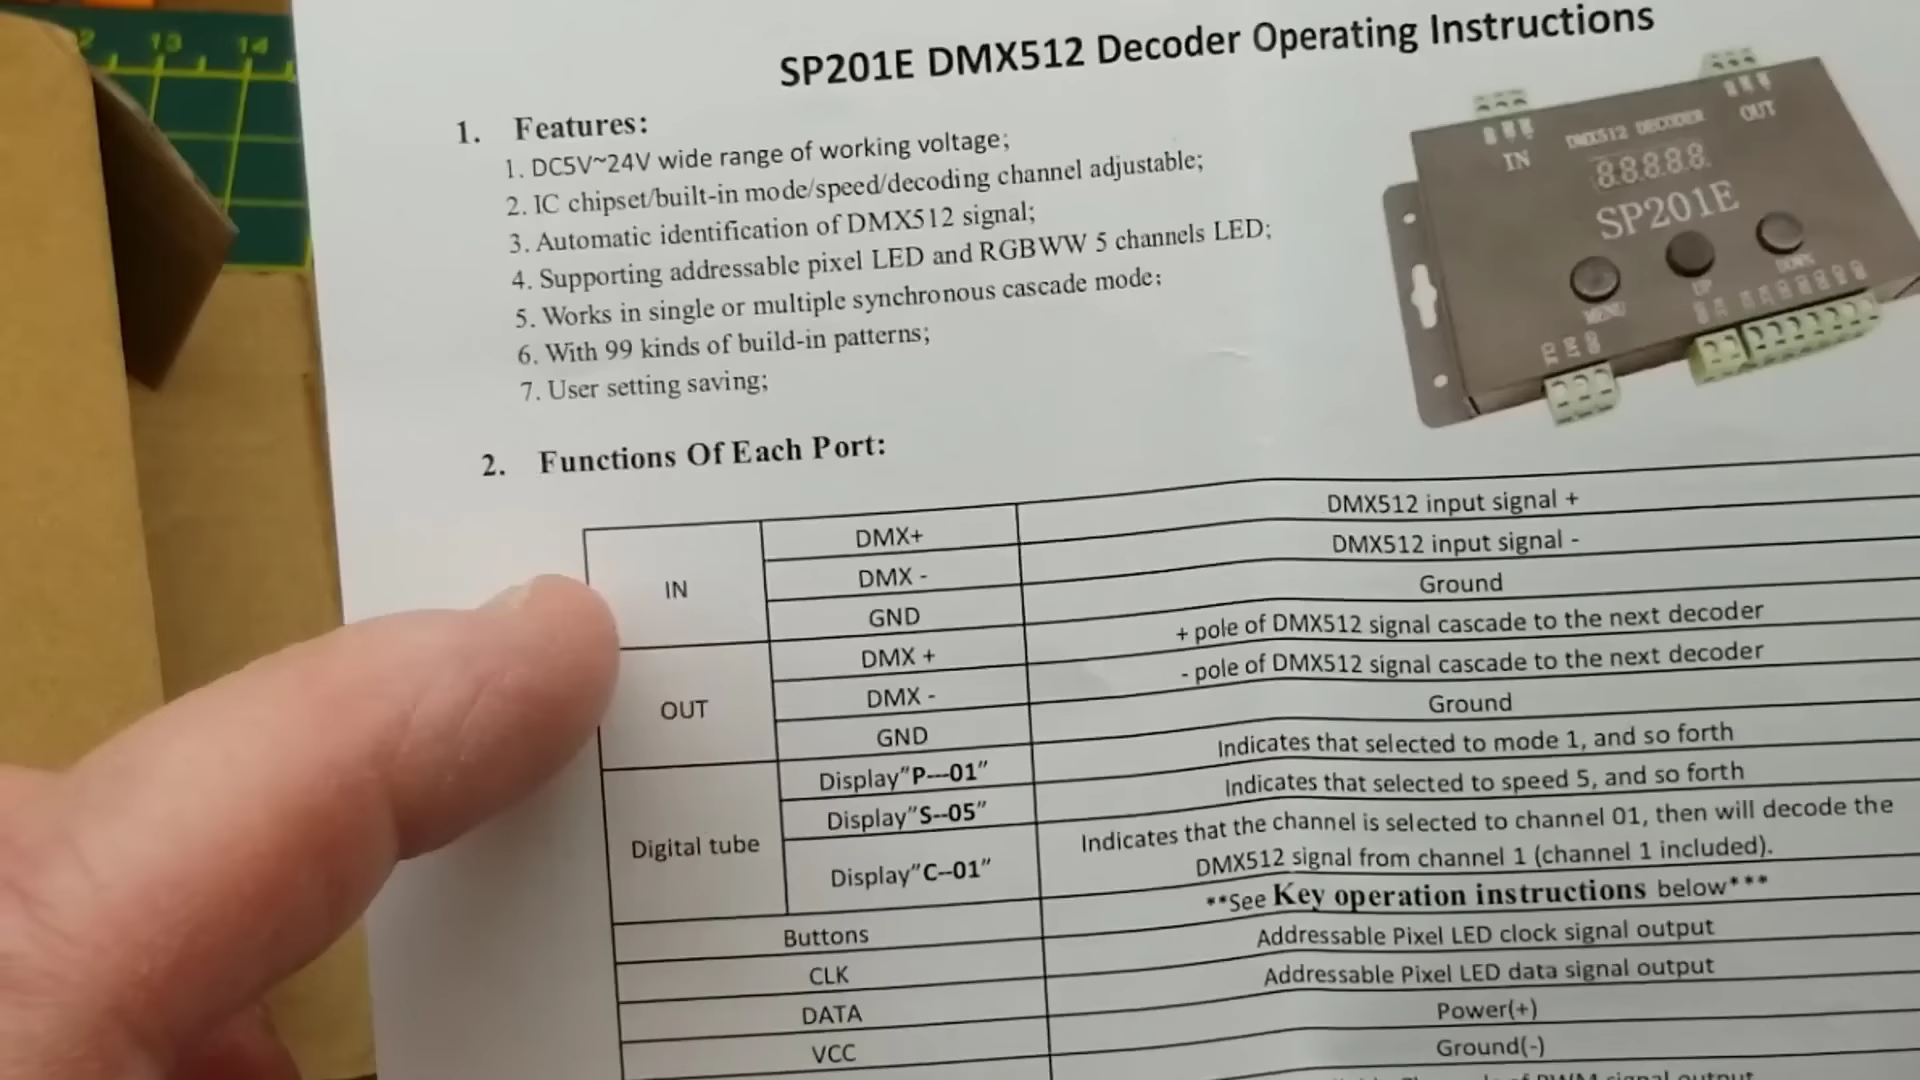 12 13 14
SP201E DMX512 Decoder Operating Instructions
1. Features:
1. DC5V~24V wide range of working voltage;
2. IC chipset/built-in mode/speed/decoding channel adjustable;
3. Automatic identification of DMX512 signal;
4. Supporting addressable pixel LED and RGBWW 5 channels LED;
5. Works in single or multiple synchronous cascade mode;
6. With 99 kinds of build-in patterns;
7. User setting saving;
IN
DMX512 DECODER
OUT
88888
SP201E
MENU
UP
DOWN
2. Functions Of Each Port:
IN
DMX+ DMX512 input signal +
DMX - DMX512 input signal -
GND Ground
OUT
DMX + + pole of DMX512 signal cascade to the next decoder
DMX - - pole of DMX512 signal cascade to the next decoder
GND Ground
Digital tube
Display"P---01" Indicates that selected to mode 1, and so forth
Display"S--05" Indicates that selected to speed 5, and so forth
Display"C--01" Indicates that the channel is selected to channel 01, then will decode the
DMX512 signal from channel 1 (channel 1 included).
Buttons **See Key operation instructions below***
CLK Addressable Pixel LED clock signal output
DATA Addressable Pixel LED data signal output
VCC Power(+)
Ground(-)
of PWM signal output